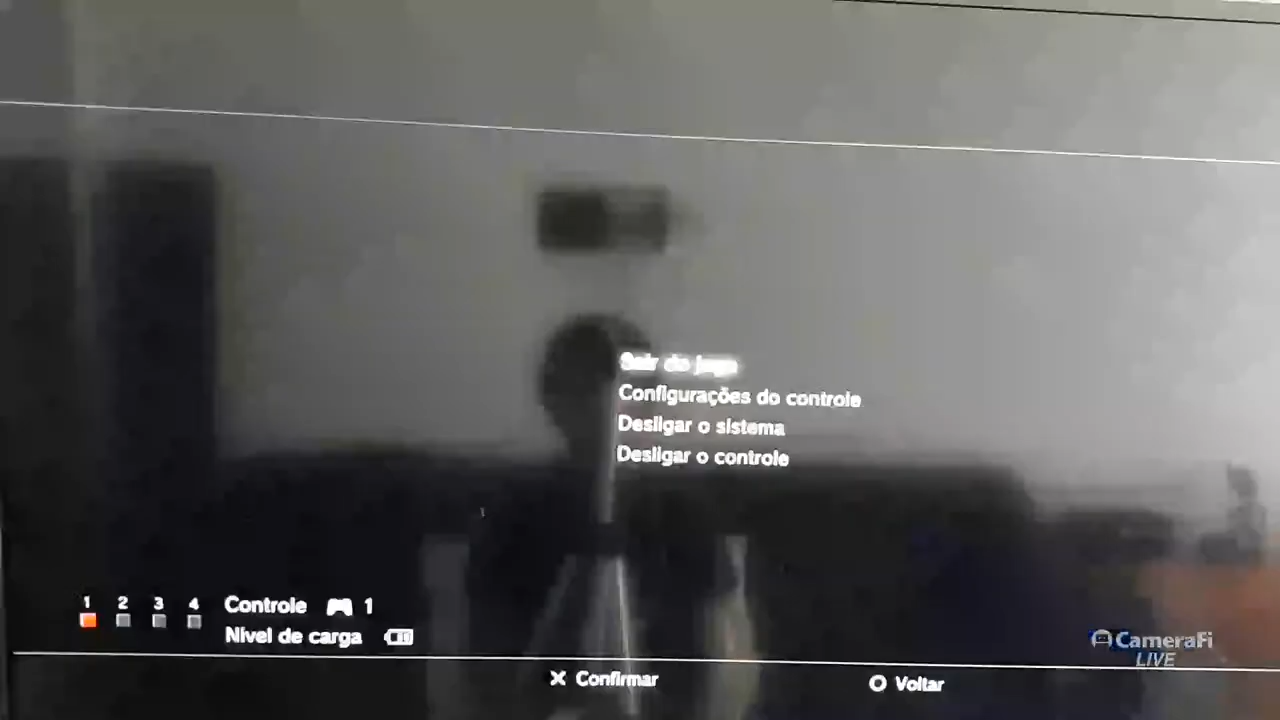 Sair do jogo
Configurações do controle
Desligar o sistema
Desligar o controle
1 2 3 4 Controle 1
Nível de carga
CameraFi
LIVE
X Confirmar O Voltar